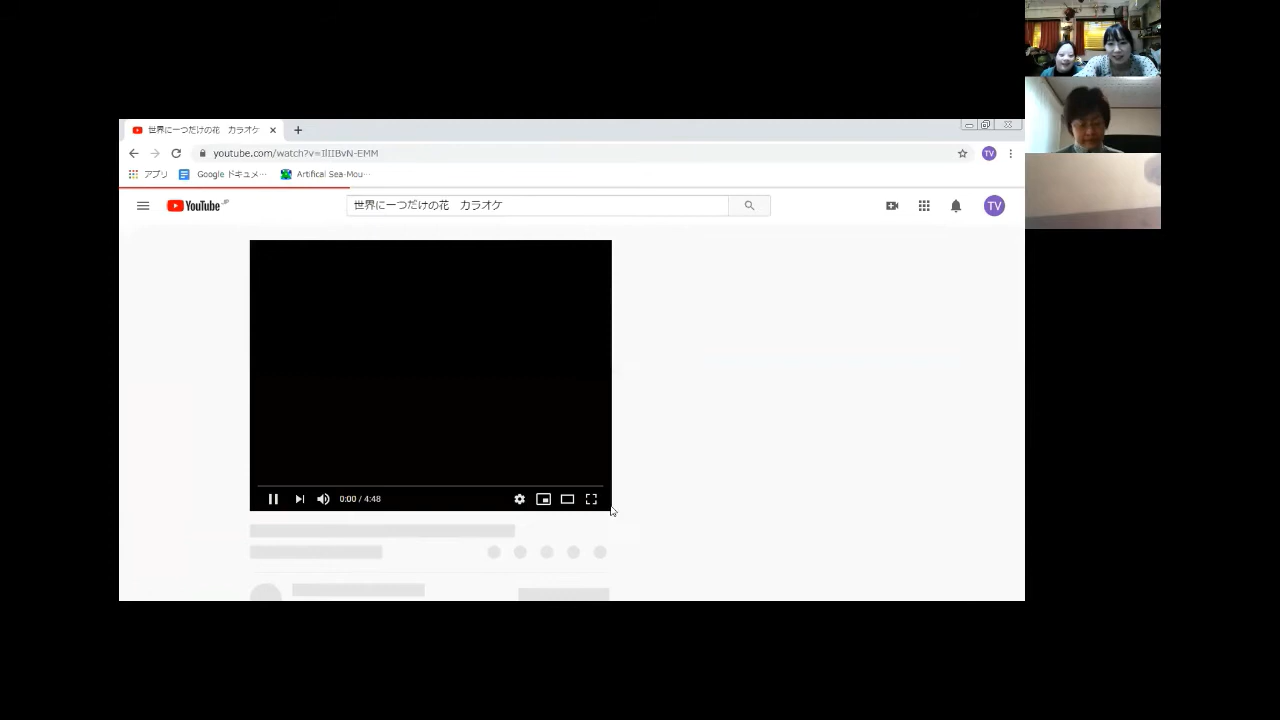 世界に一つだけの花　カラオケ
youtube.com/watch?v=IlIIBvN-EMM
TV
アプリ
Google ドキュメ…
Artifical Sea-Mou…
YouTube JP
世界に一つだけの花　カラオケ
TV
0:00 / 4:48